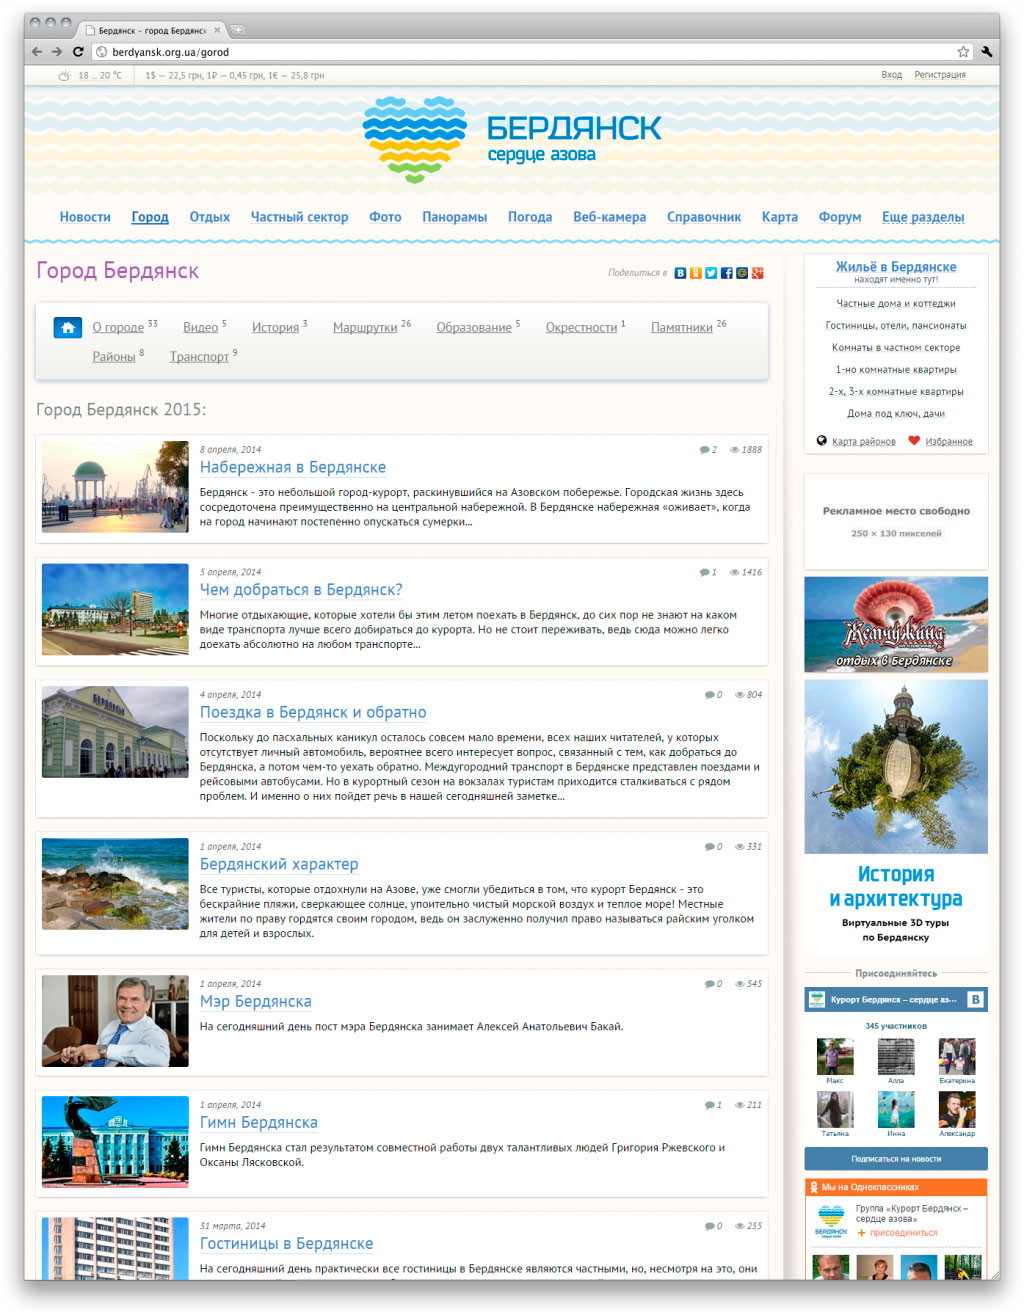 Бердянск – город Бердянск
berdyansk.org.ua/gorod
18 .. 20 °C
1$ — 22,5 грн, 1₽ — 0,45 грн, 1€ — 25,8 грн
Вход Регистрация
БЕРДЯНСК
сердце азова
Новости Город Отдых Частный сектор Фото Панорамы Погода Веб-камера Справочник Карта Форум Еще разделы
Город Бердянск
Поделиться в
О городе 33 Видео 5 История 3 Маршрутки 26 Образование 5 Окрестности 1 Памятники 26
Районы 8 Транспорт 9
Город Бердянск 2015:
8 апреля, 2014 2 1888
Набережная в Бердянске
Бердянск - это небольшой город-курорт, раскинувшийся на Азовском побережье. Городская жизнь здесь
сосредоточена преимущественно на центральной набережной. В Бердянске набережная «оживает», когда
на город начинают постепенно опускаться сумерки...
5 апреля, 2014 1 1416
Чем добраться в Бердянск?
Многие отдыхающие, которые хотели бы этим летом поехать в Бердянск, до сих пор не знают на каком
виде транспорта лучше всего добираться до курорта. Но не стоит переживать, ведь сюда можно легко
доехать абсолютно на любом транспорте...
4 апреля, 2014 0 804
Поездка в Бердянск и обратно
Поскольку до пасхальных каникул осталось совсем мало времени, всех наших читателей, у которых
отсутствует личный автомобиль, вероятнее всего интересует вопрос, связанный с тем, как добраться до
Бердянска, а потом чем-то уехать обратно. Междугородний транспорт в Бердянске представлен поездами и
рейсовыми автобусами. Но в курортный сезон на вокзалах туристам приходится сталкиваться с рядом
проблем. И именно о них пойдет речь в нашей сегодняшней заметке...
1 апреля, 2014 0 331
Бердянский характер
Все туристы, которые отдохнули на Азове, уже смогли убедиться в том, что курорт Бердянск - это
бескрайние пляжи, сверкающее солнце, упоительно чистый морской воздух и теплое море! Местные
жители по праву гордятся своим городом, ведь он заслуженно получил право называться райским уголком
для детей и взрослых.
1 апреля, 2014 0 545
Мэр Бердянска
На сегодняшний день пост мэра Бердянска занимает Алексей Анатольевич Бакай.
1 апреля, 2014 1 211
Гимн Бердянска
Гимн Бердянска стал результатом совместной работы двух талантливых людей Григория Ржевского и
Оксаны Лясковской.
31 марта, 2014 0 255
Гостиницы в Бердянске
На сегодняшний день практически все гостиницы в Бердянске являются частными, но, несмотря на это, они
Жильё в Бердянске
находят именно тут!
Частные дома и коттеджи
Гостиницы, отели, пансионаты
Комнаты в частном секторе
1-но комнатные квартиры
2-х, 3-х комнатные квартиры
Дома под ключ, дачи
Карта районов Избранное
Рекламное место свободно
250 × 130 пикселей
Жемчужина
отдых в Бердянске
История
и архитектура
Виртуальные 3D туры
по Бердянску
Присоединяйтесь
Курорт Бердянск – сердце аз...
345 участников
Макс Алла Екатерина
Татьяна Инна Александр
Подписаться на новости
Мы на Одноклассниках
БЕРДЯНСК
сердце азова
Группа «Курорт Бердянск –
сердце азова»
+ присоединиться